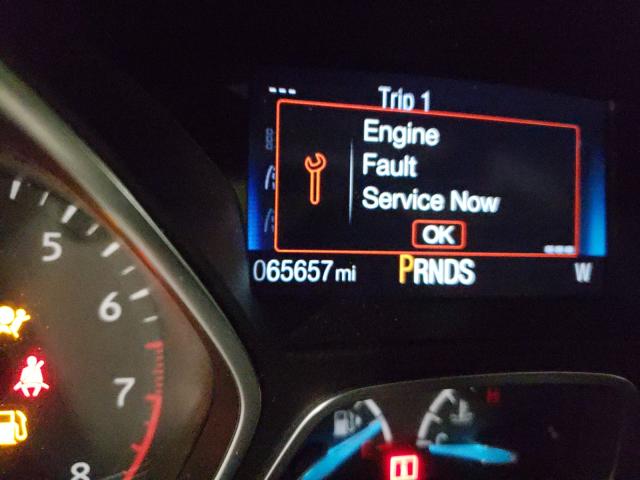 Trip 1
Engine
Fault
Service Now
OK
065657 mi
PRNDS
W
5
6
7
8
H
C